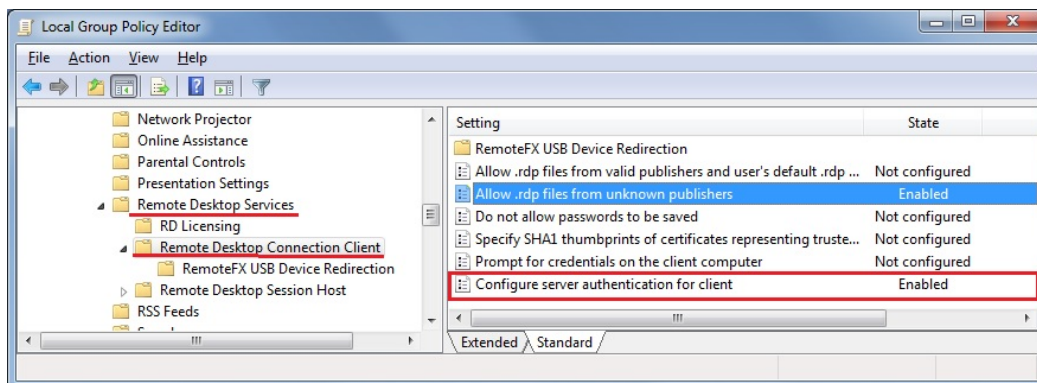 Local Group Policy Editor
File Action View Help
Network Projector
Online Assistance
Parental Controls
Presentation Settings
Remote Desktop Services
RD Licensing
Remote Desktop Connection Client
RemoteFX USB Device Redirection
Remote Desktop Session Host
RSS Feeds
Setting State
RemoteFX USB Device Redirection
Allow .rdp files from valid publishers and user's default .rdp ... Not configured
Allow .rdp files from unknown publishers Enabled
Do not allow passwords to be saved Not configured
Specify SHA1 thumbprints of certificates representing truste... Not configured
Prompt for credentials on the client computer Not configured
Configure server authentication for client Enabled
Extended Standard